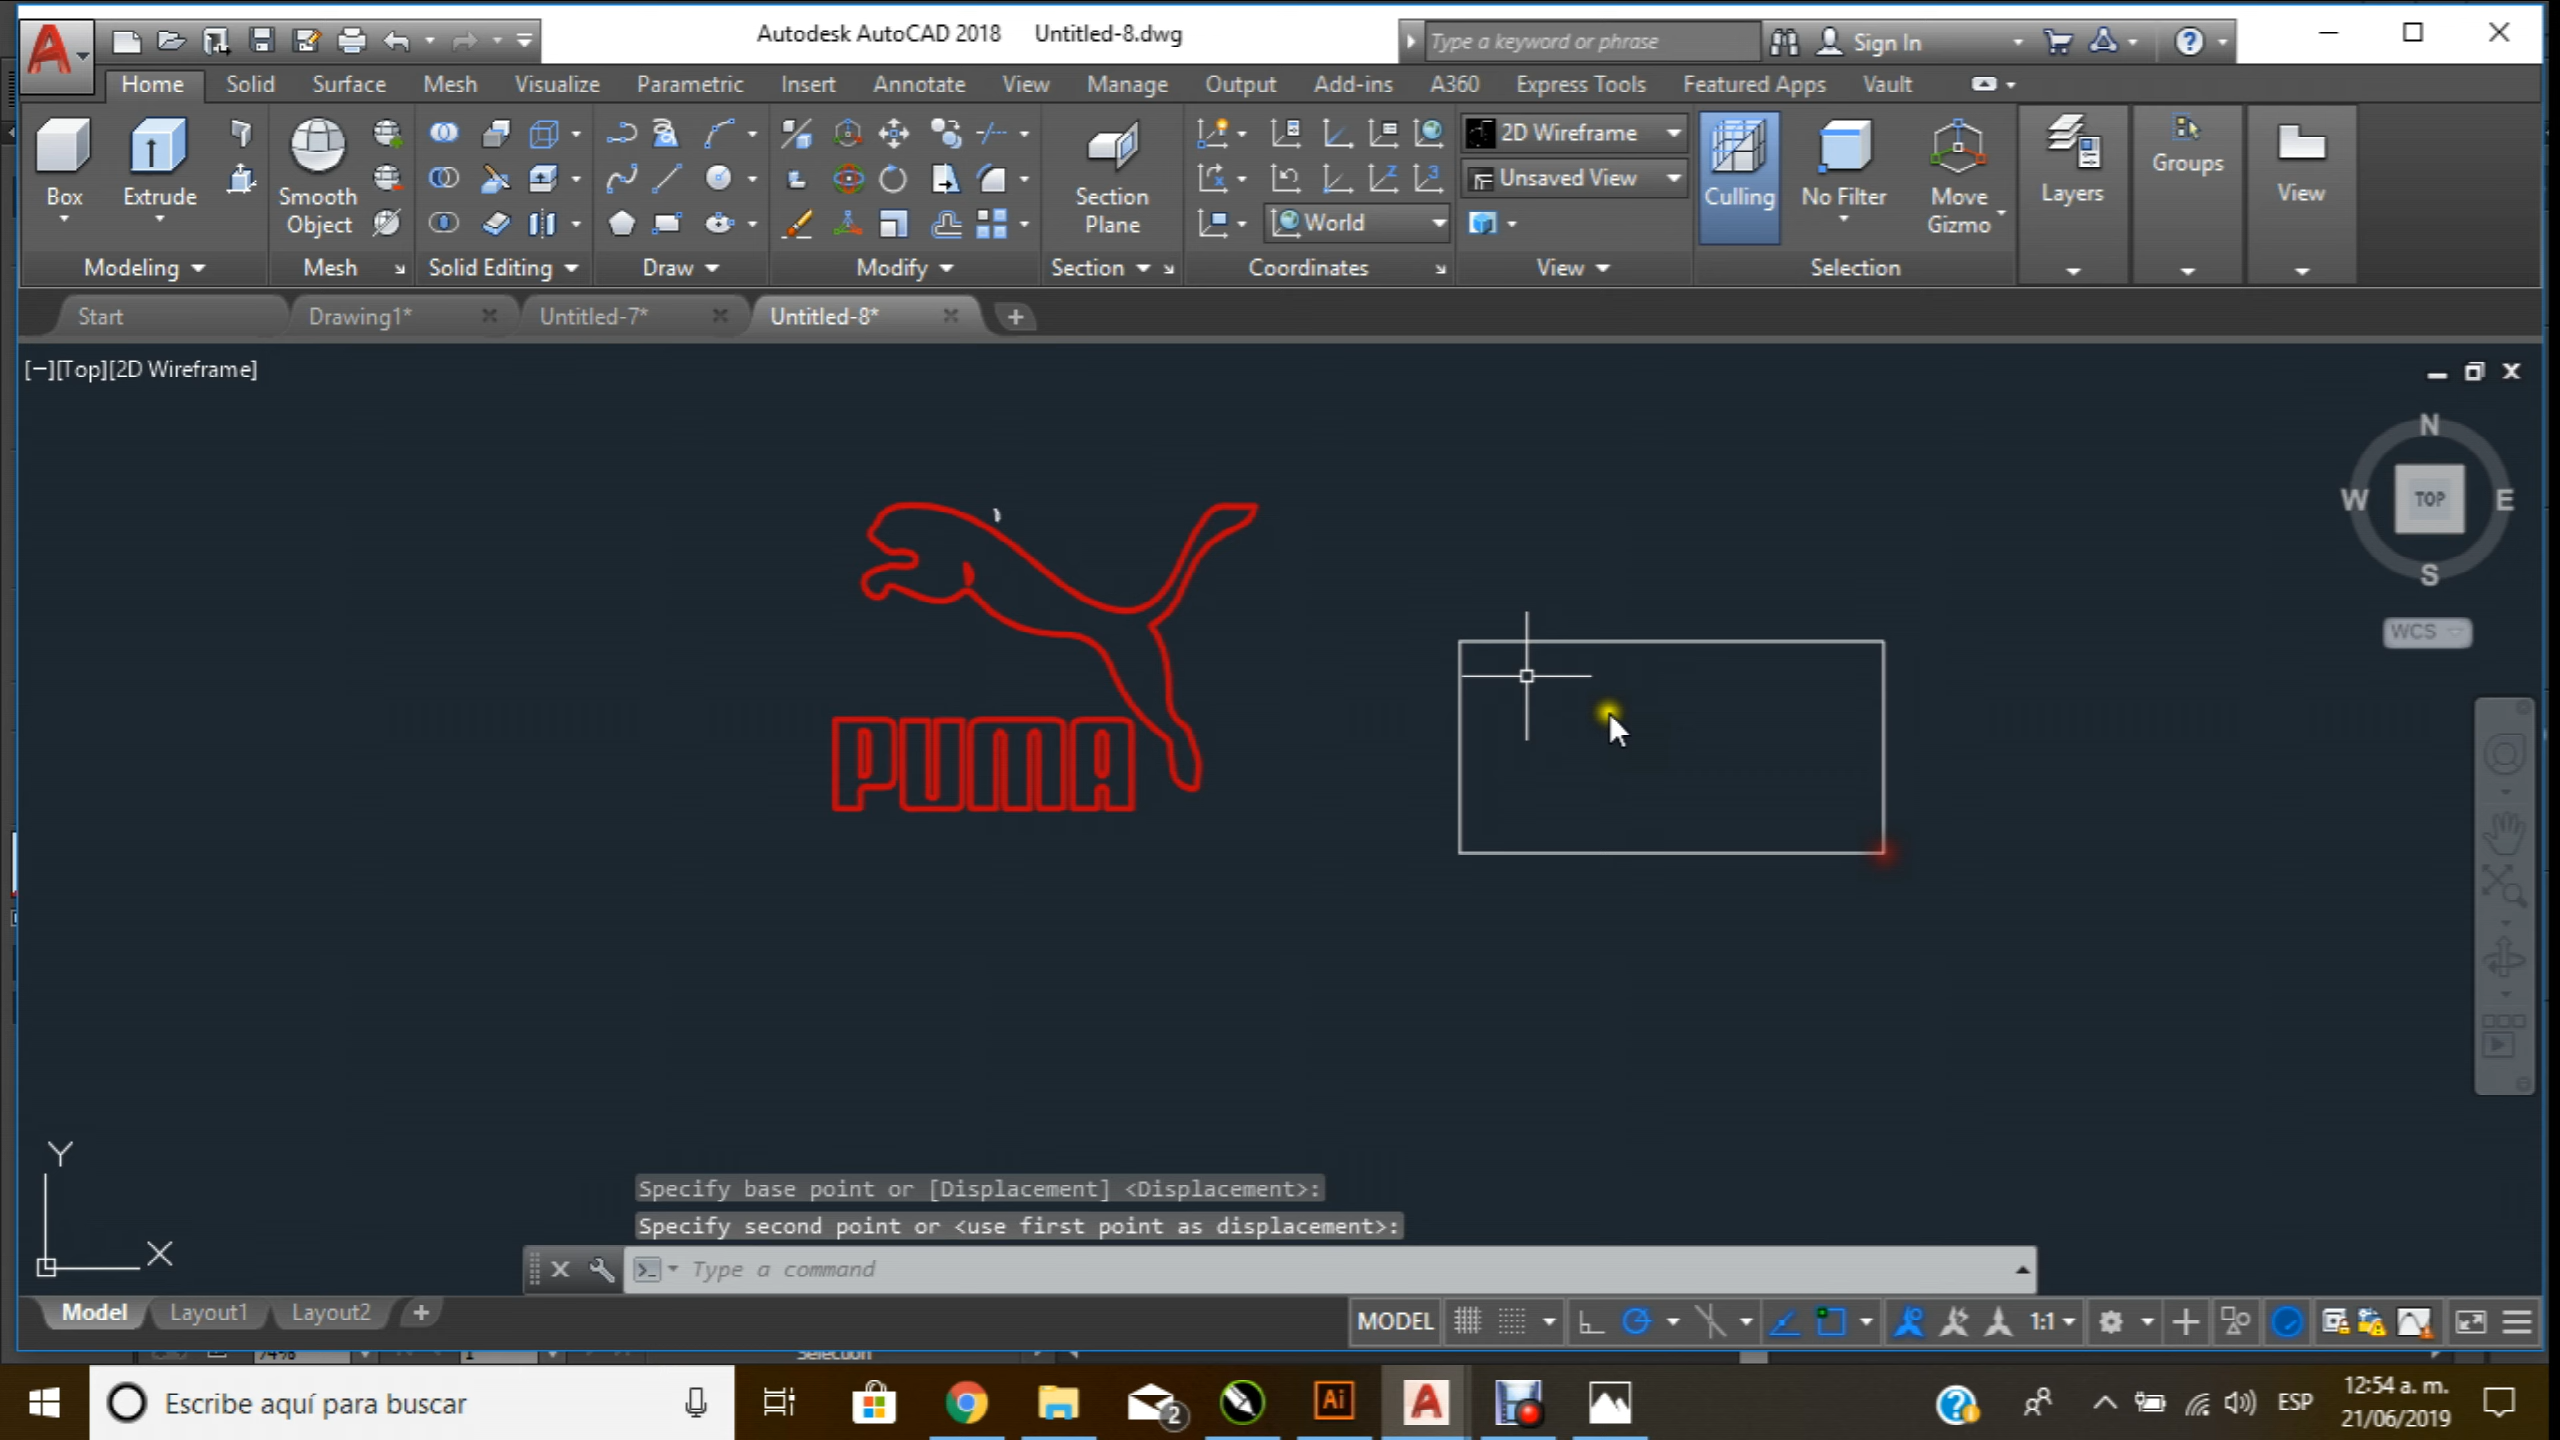 Autodesk AutoCAD 2018 Untitled-8.dwg
Type a keyword or phrase
Sign In
Home Solid Surface Mesh Visualize Parametric Insert Annotate View Manage Output Add-ins A360 Express Tools Featured Apps Vault
Box
Extrude
Smooth Object
Section Plane
2D Wireframe
Unsaved View
World
Culling
No Filter
Move Gizmo
Layers
Groups
View
Modeling
Mesh
Solid Editing
Draw
Modify
Section
Coordinates
View
Selection
Start
Drawing1*
Untitled-7*
Untitled-8*
[−][Top][2D Wireframe]
N
W TOP E
S
WCS
PUMA
Y
X
Specify base point or [Displacement] <Displacement>:
Specify second point or <use first point as displacement>:
Type a command
Model Layout1 Layout2
MODEL
1:1
Selection
Escribe aquí para buscar
2
Ai
ESP
12:54 a. m.
21/06/2019